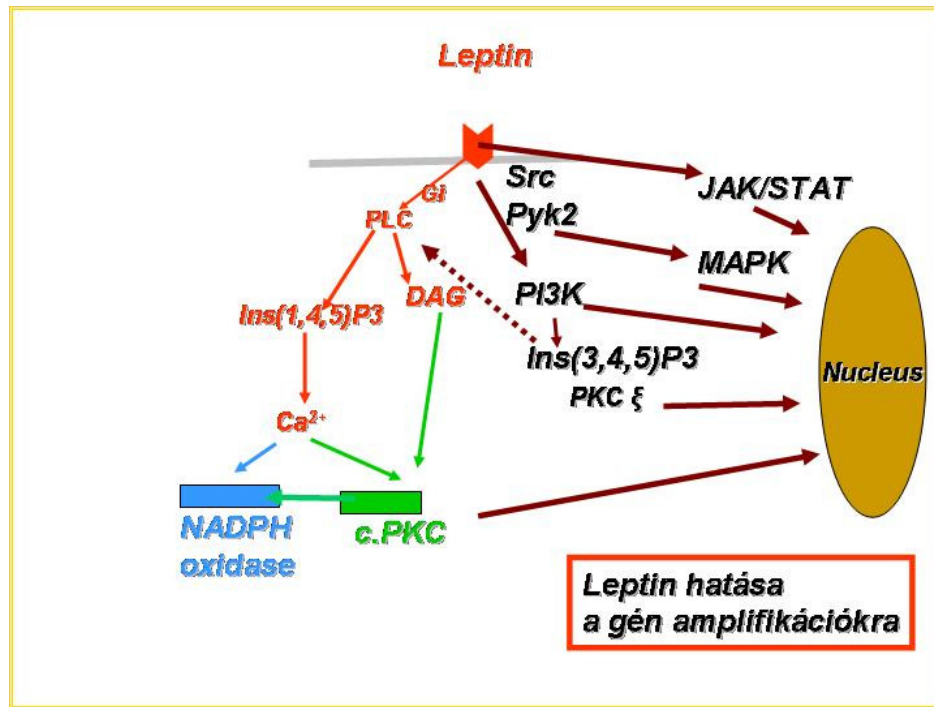 Leptin
Gi
Src
Pyk2
JAK/STAT
PLC
MAPK
DAG
PI3K
Ins(1,4,5)P3
Ins(3,4,5)P3
PKC ξ
Nucleus
Ca²⁺
NADPH
oxidase
c.PKC
Leptin hatása
a gén amplifikációkra